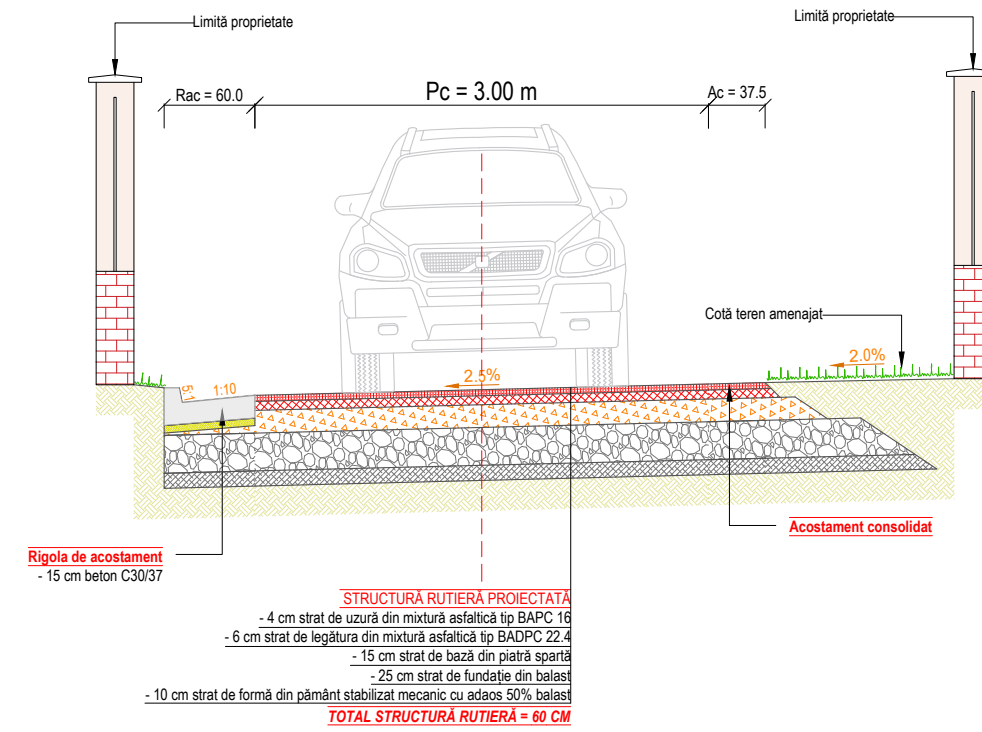 Limită proprietate
Limită proprietate
Rac = 60.0
Pc = 3.00 m
Ac = 37.5
Cotă teren amenajat
2.0%
2.5%
5:1
1:10
Acostament consolidat
Rigola de acostament
- 15 cm beton C30/37
STRUCTURĂ RUTIERĂ PROIECTATĂ
- 4 cm strat de uzură din mixtură asfaltică tip BAPC 16
- 6 cm strat de legătura din mixtură asfaltică tip BADPC 22.4
- 15 cm strat de bază din piatră spartă
- 25 cm strat de fundație din balast
- 10 cm strat de formă din pământ stabilizat mecanic cu adaos 50% balast
TOTAL STRUCTURĂ RUTIERĂ = 60 CM